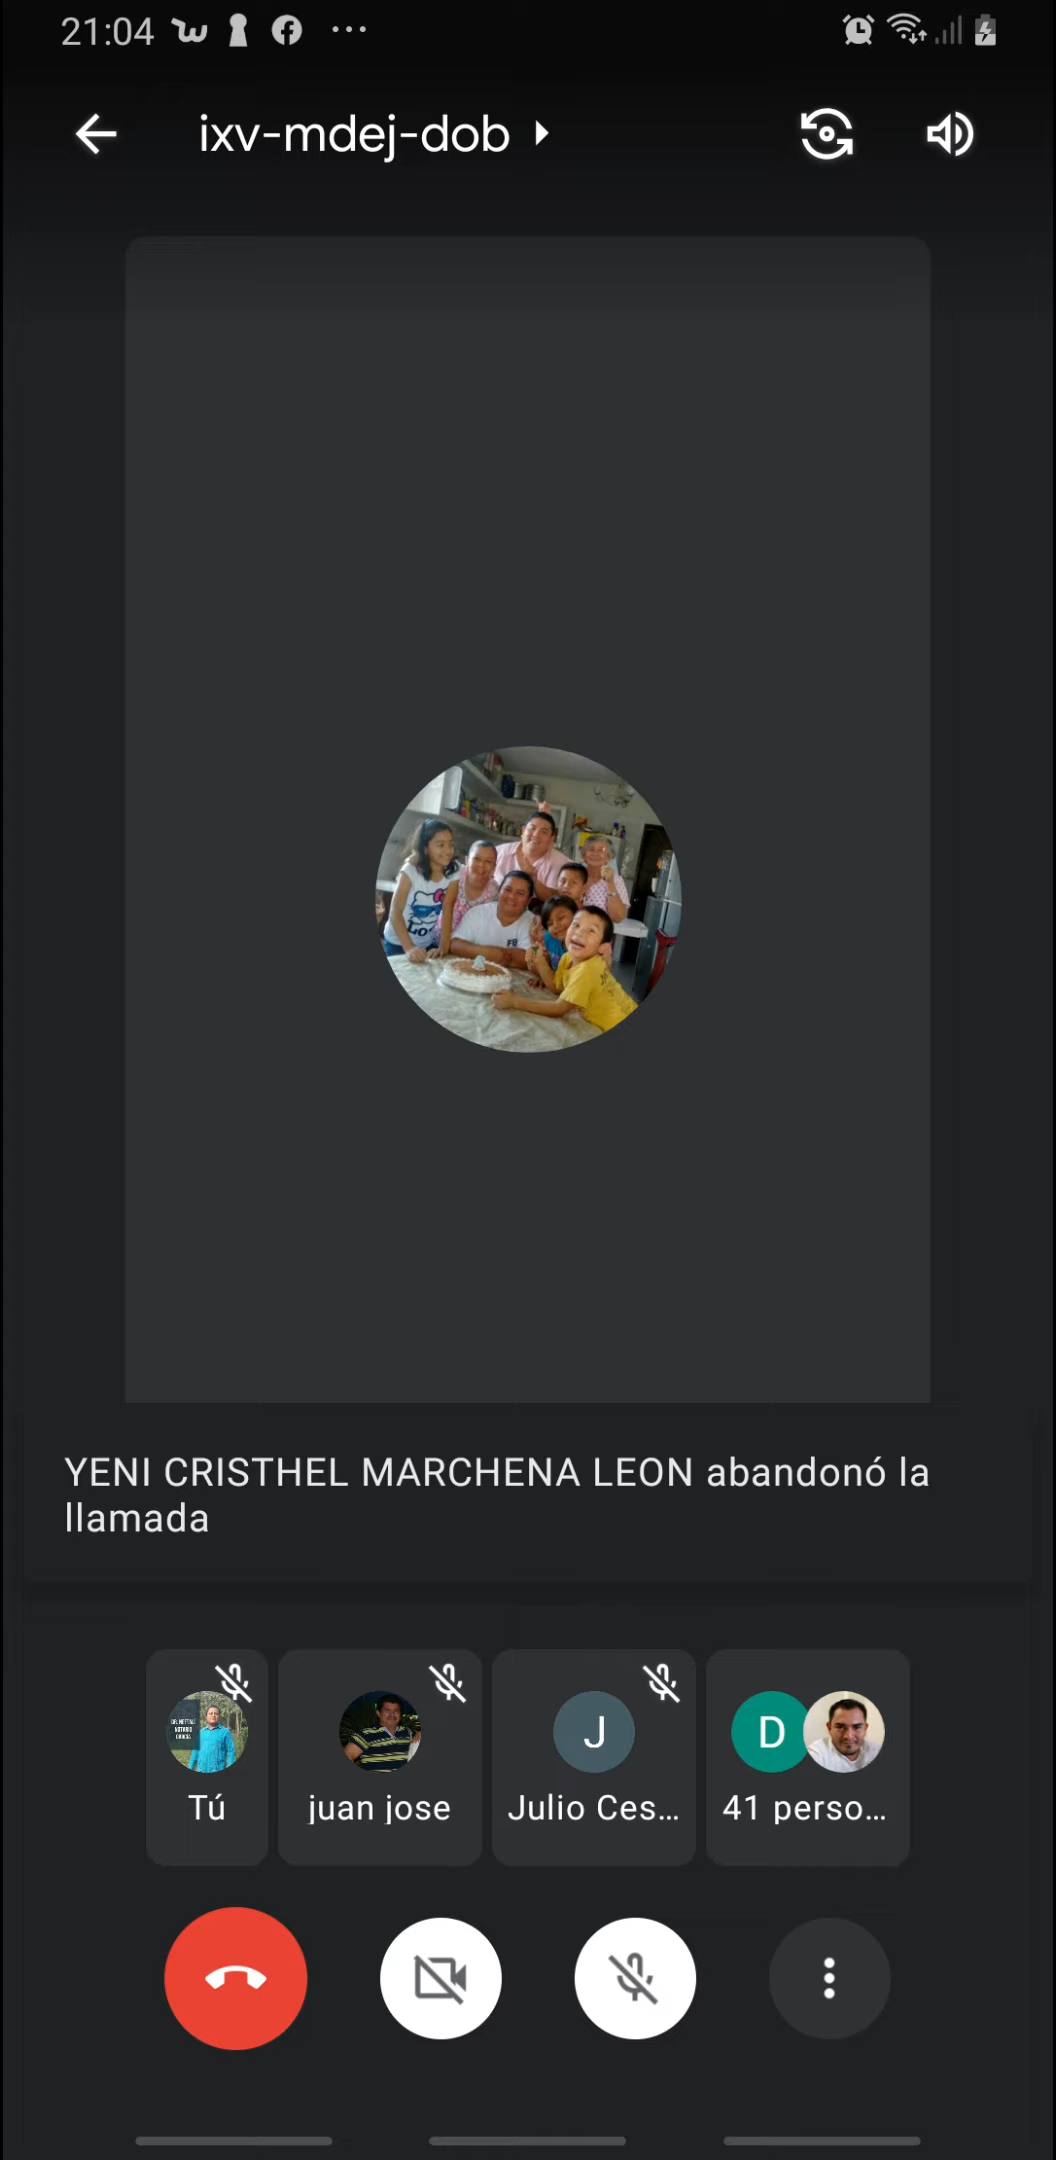 21:04
ixv-mdej-dob
YENI CRISTHEL MARCHENA LEON abandonó la
llamada
J
D
Tú
juan jose
Julio Ces...
41 perso...